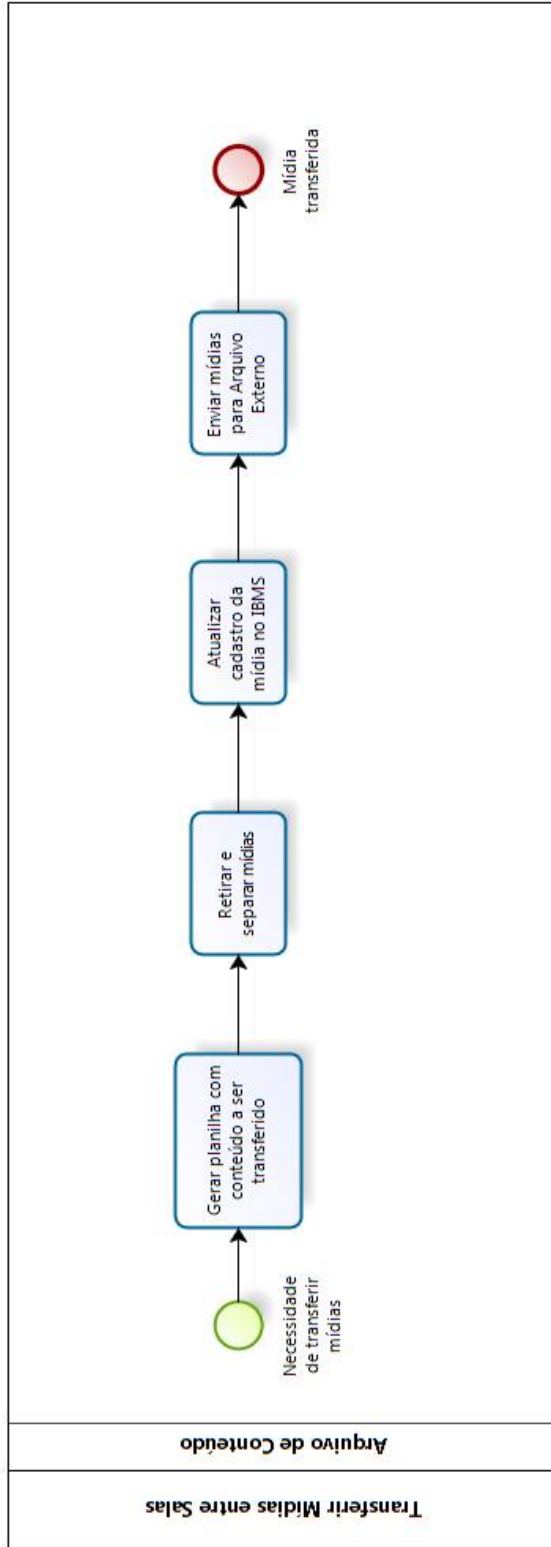 Transferir Mídias entre Salas
Arquivo de Conteúdo
Necessidade
de transferir
mídias
Gerar planilha com
conteúdo a ser
transferido
Retirar e
separar mídias
Atualizar
cadastro da
mídia no IBMS
Enviar mídias
para Arquivo
Externo
Mídia
transferida